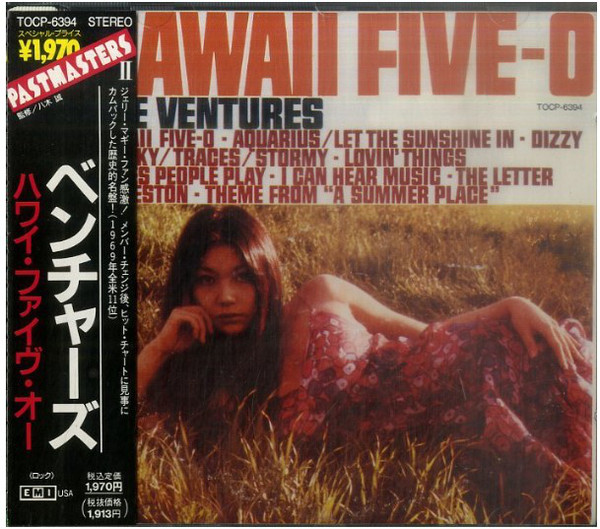 TOCP-6394 STEREO
スペシャル・プライス
¥1,970
PASTMASTERS II
監修/八木 誠
ジェリー・マギー・ファン感激! メンバー・チェンジ後、ヒット・チャートに見事に
カムバックした歴史的名盤!(1969年全米11位)
ベンチャーズ
ハワイ・ファイヴ・オー
(ロック)
EMI USA
税込定価
1,970円
(税抜価格)
(1,913円)
AWAII FIVE-O
TOCP-6394
E VENTURES
II FIVE-O - AQUARIUS/LET THE SUNSHINE IN - DIZZY
KY/TRACES/STORMY - LOVIN' THINGS
S PEOPLE PLAY - I CAN HEAR MUSIC - THE LETTER
ESTON - THEME FROM "A SUMMER PLACE"